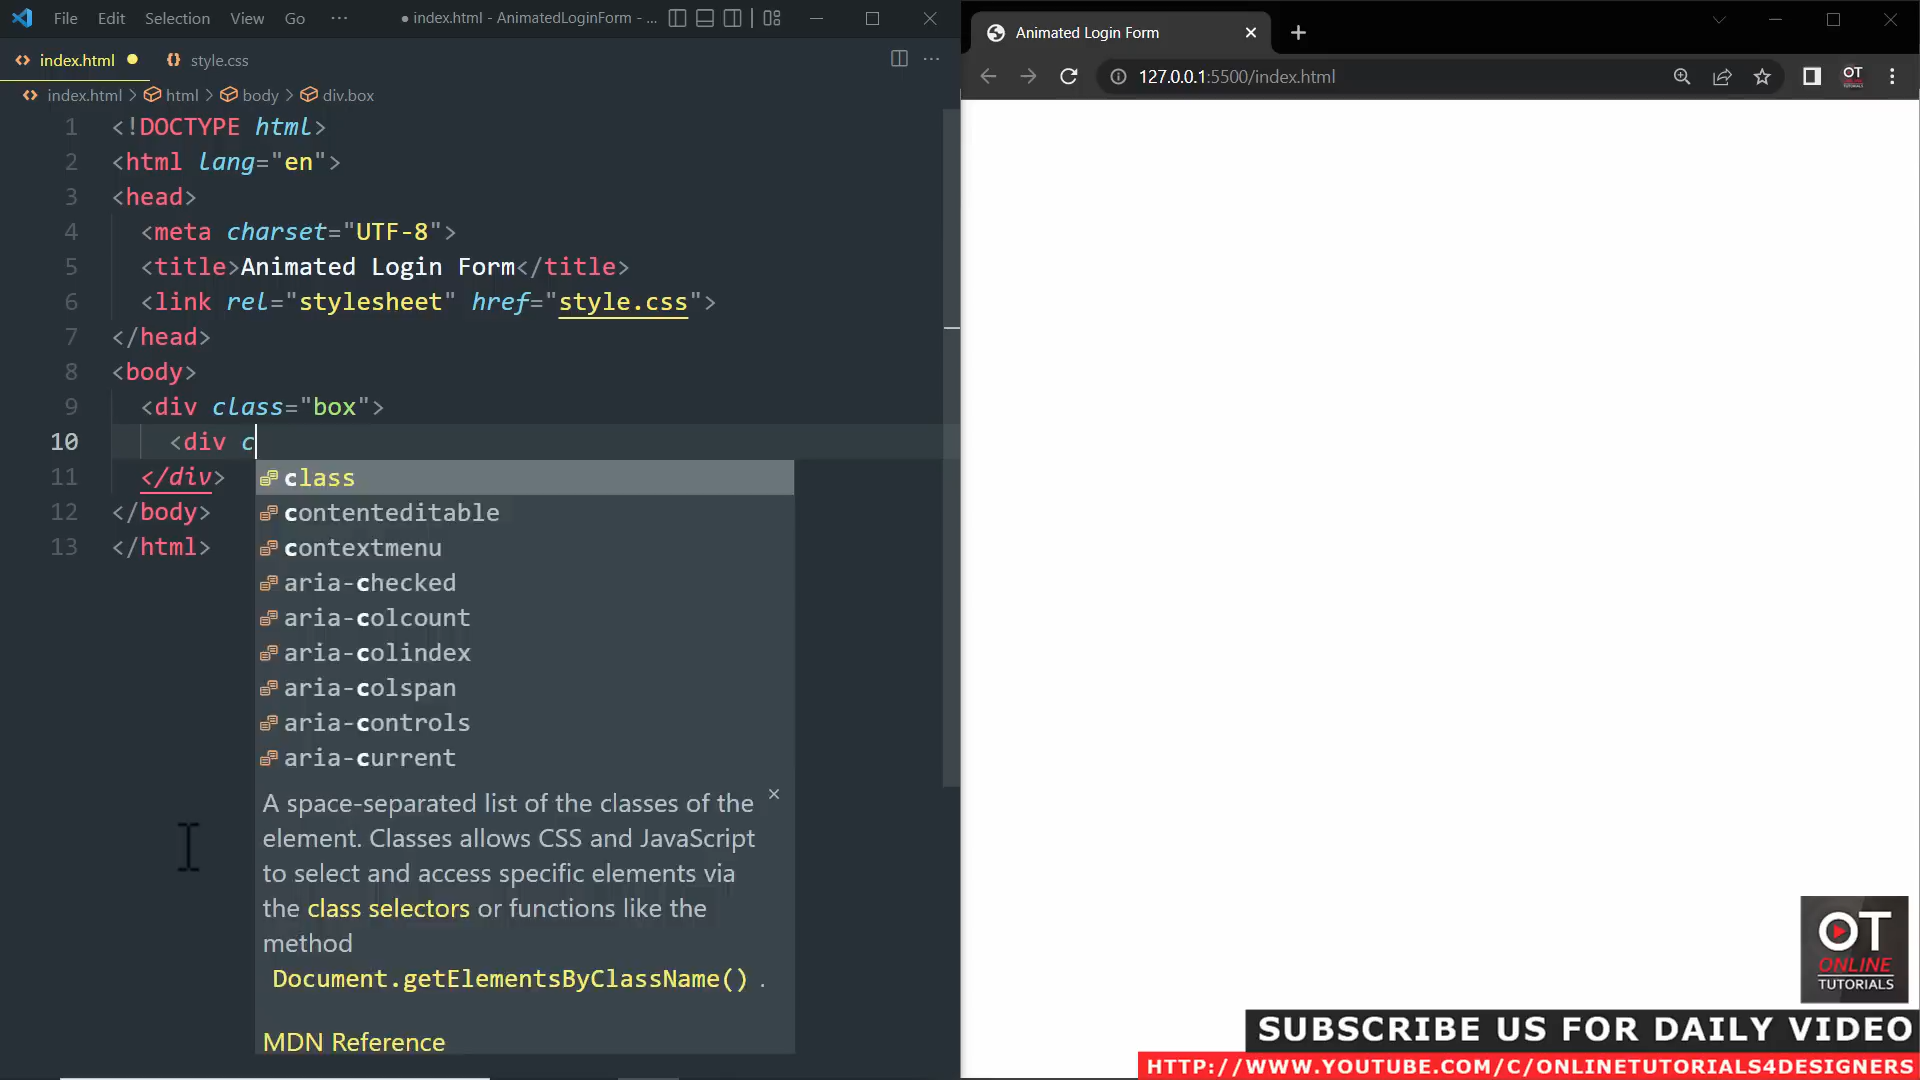 File Edit Selection View Go ··· ● index.html - AnimatedLoginForm - ...
index.html ● style.css
index.html > html > body > div.box
1 <!DOCTYPE html>
2 <html lang="en">
3 <head>
4 <meta charset="UTF-8">
5 <title>Animated Login Form</title>
6 <link rel="stylesheet" href="style.css">
7 </head>
8 <body>
9 <div class="box">
10 <div c
11 </div>
12 </body>
13 </html>
class
contenteditable
contextmenu
aria-checked
aria-colcount
aria-colindex
aria-colspan
aria-controls
aria-current
A space-separated list of the classes of the
element. Classes allows CSS and JavaScript
to select and access specific elements via
the class selectors or functions like the
method
Document.getElementsByClassName() .
MDN Reference
Animated Login Form
127.0.0.1:5500/index.html
OT
ONLINE
TUTORIALS
SUBSCRIBE US FOR DAILY VIDEO
HTTP://WWW.YOUTUBE.COM/C/ONLINETUTORIALS4DESIGNERS